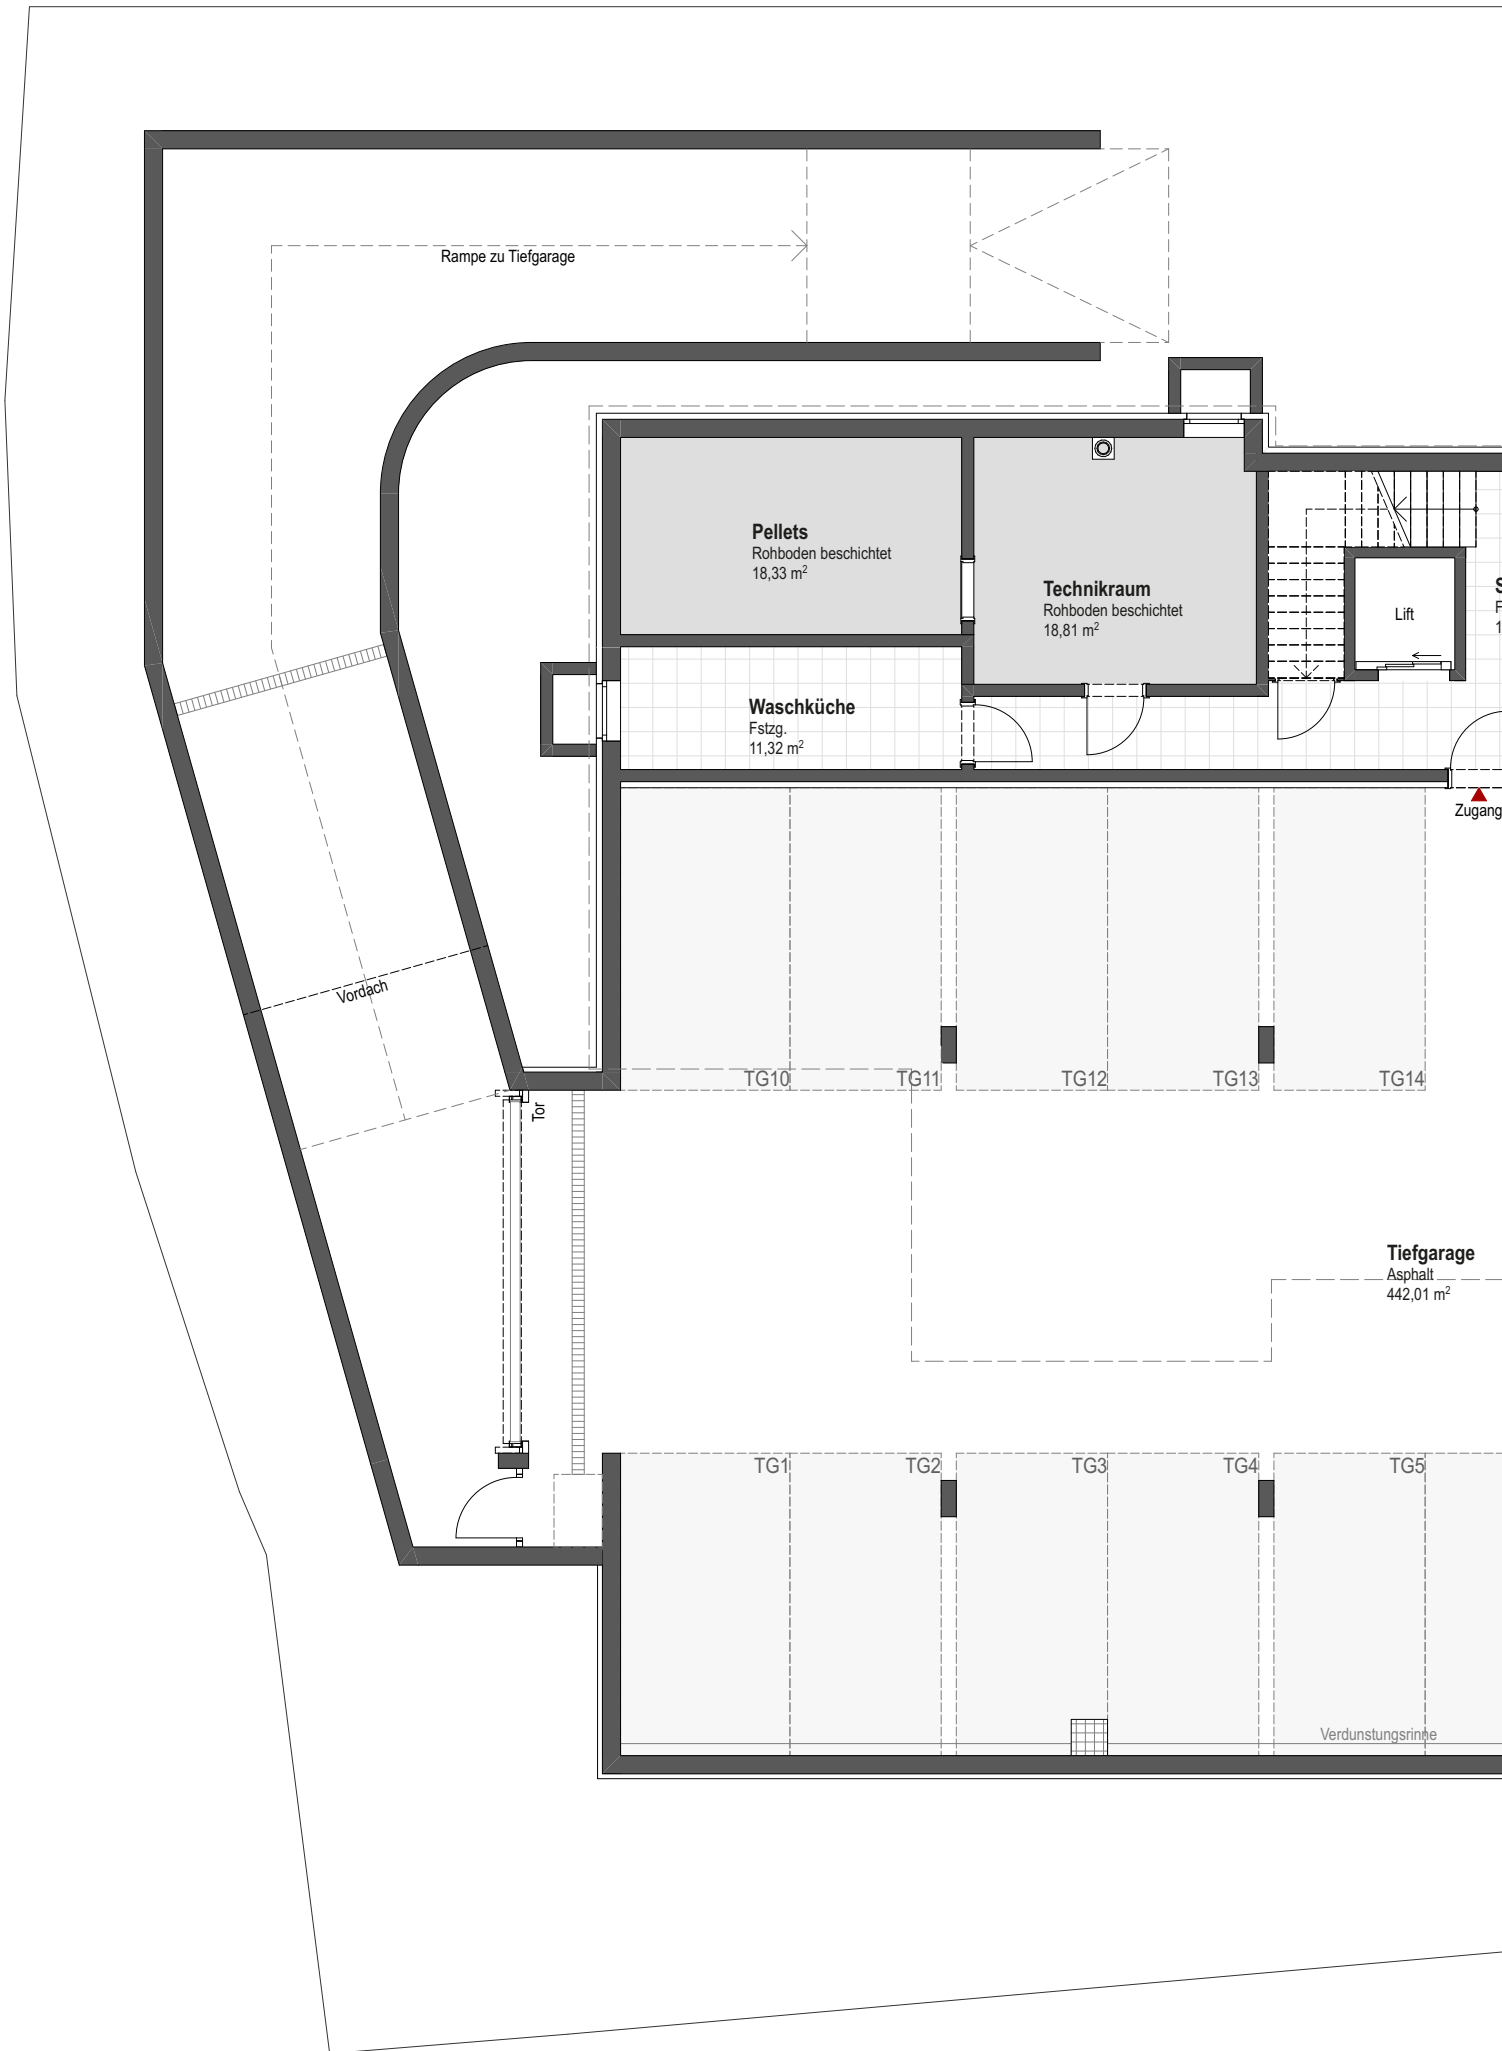 Rampe zu Tiefgarage
Pellets
Rohboden beschichtet
18,33 m²
Technikraum
Rohboden beschichtet
18,81 m²
Lift
S
F
1
Waschküche
Fstzg.
11,32 m²
Zugang
Vordach
TG10
TG11
TG12
TG13
TG14
Tor
Tiefgarage
Asphalt
442,01 m²
TG1
TG2
TG3
TG4
TG5
Verdunstungsrinne